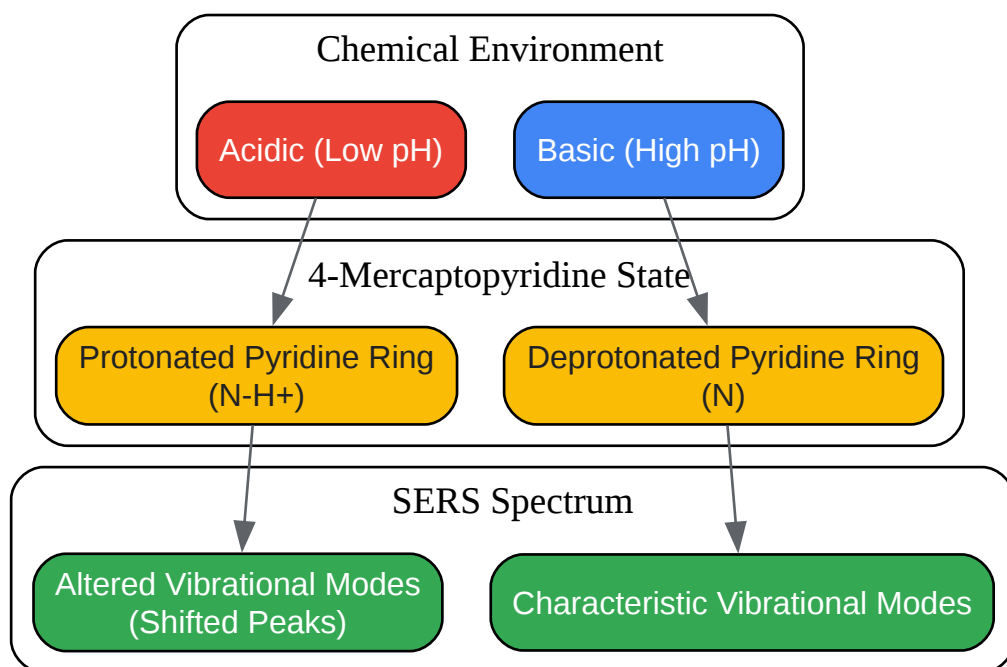 Chemical Environment
Acidic (Low pH)
Basic (High pH)
4-Mercaptopyridine State
Protonated Pyridine Ring
(N-H+)
Deprotonated Pyridine Ring
(N)
SERS Spectrum
Altered Vibrational Modes
(Shifted Peaks)
Characteristic Vibrational Modes